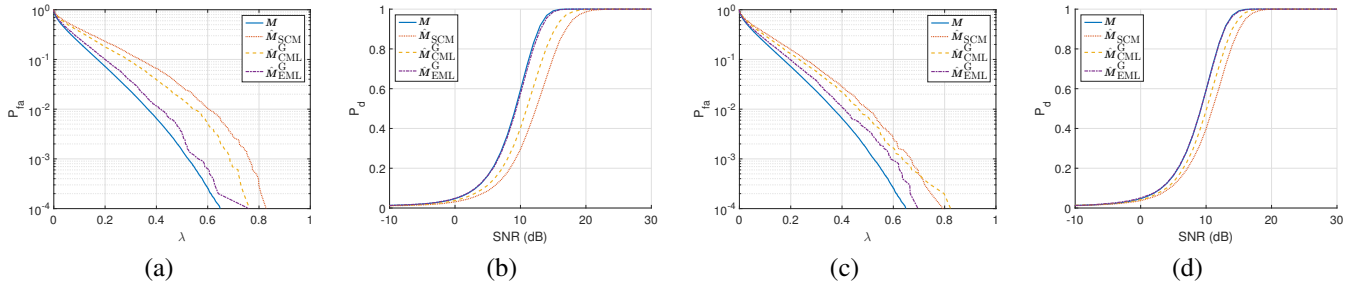 10^0
10^-1
10^-2
10^-3
10^-4
P_fa
0 0.2 0.4 0.6 0.8 1
λ
M
M̂_SCM
M̂^G_CML
M̂^G_EML
(a)
1
0.8
0.6
0.4
0.2
0
P_d
-10 0 10 20 30
SNR (dB)
M
M̂_SCM
M̂^G_CML
M̂^G_EML
(b)
10^0
10^-1
10^-2
10^-3
10^-4
P_fa
0 0.2 0.4 0.6 0.8 1
λ
M
M̂_SCM
M̂^G_CML
M̂^G_EML
(c)
1
0.8
0.6
0.4
0.2
0
P_d
-10 0 10 20 30
SNR (dB)
M
M̂_SCM
M̂^G_CML
M̂^G_EML
(d)